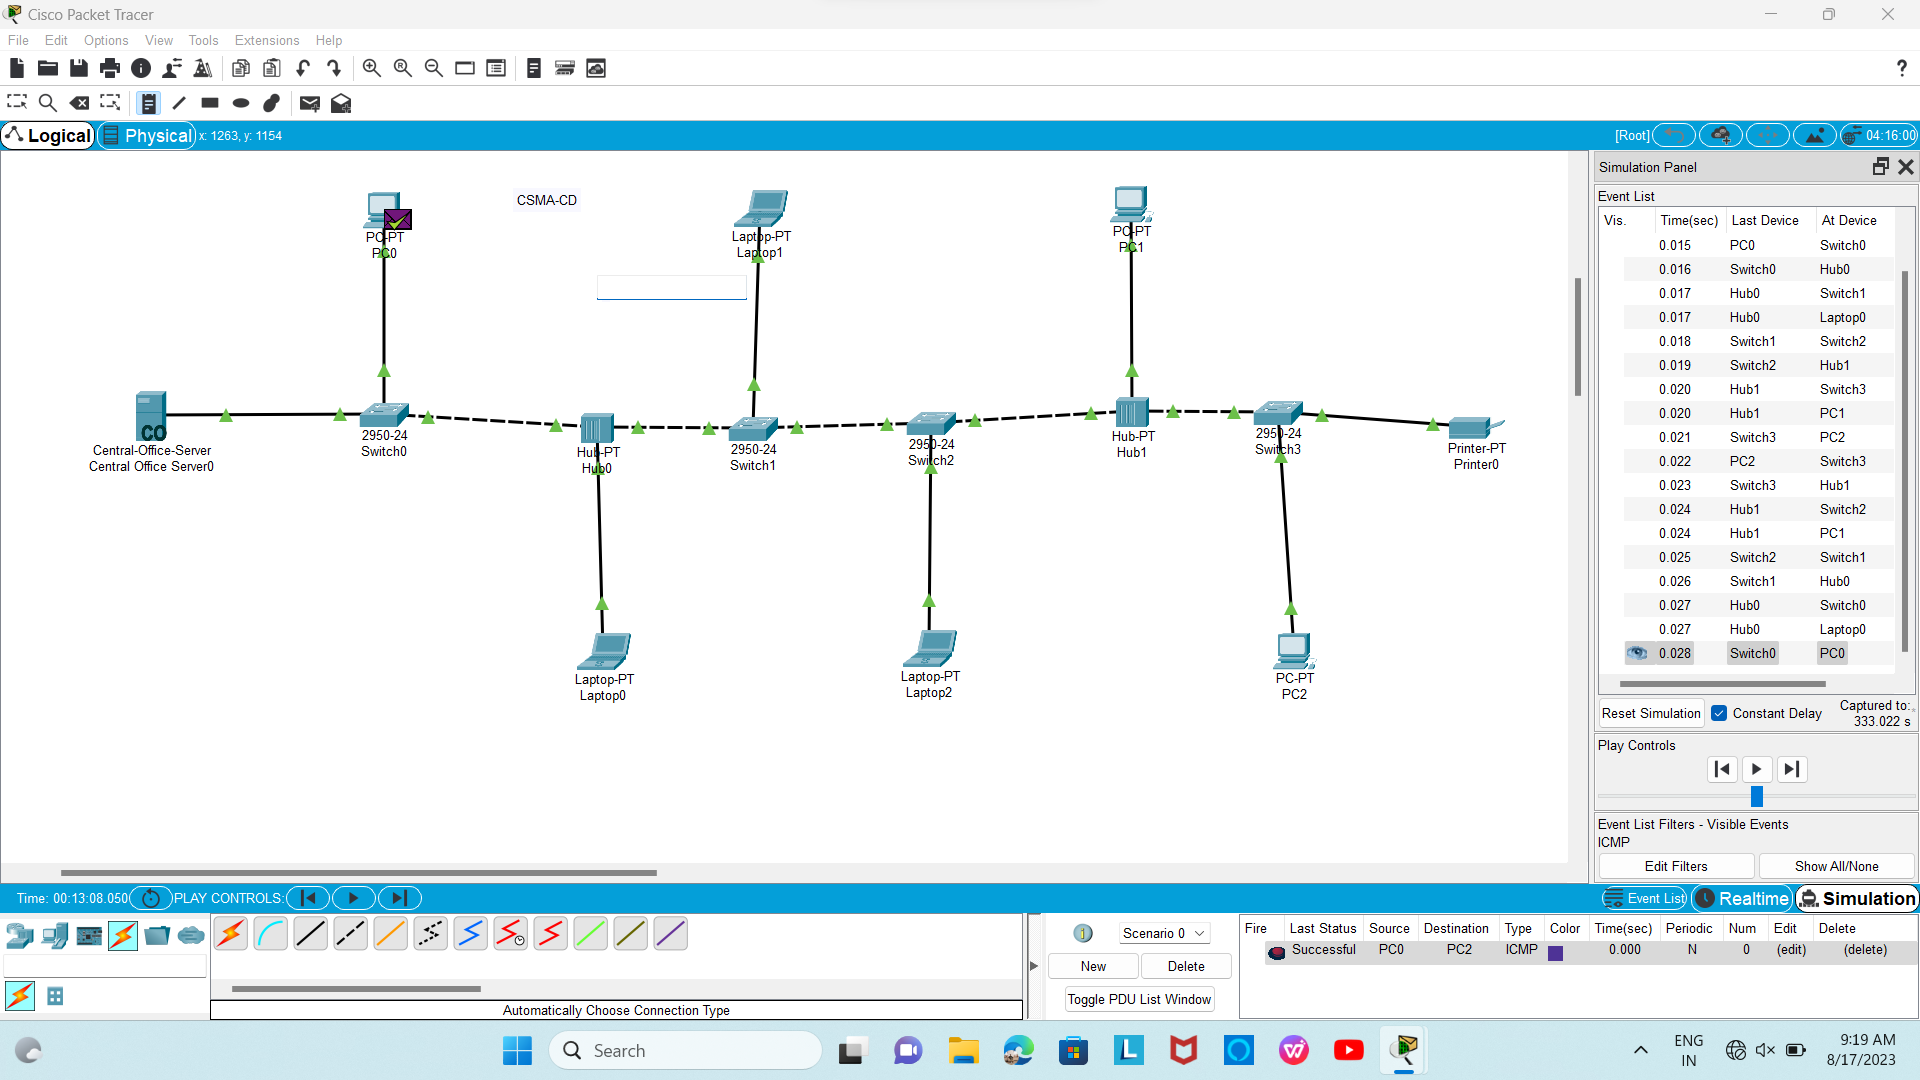 Cisco Packet Tracer
File Edit Options View Tools Extensions Help
?
Logical Physical x: 1263, y: 1154
[Root] 04:16:00
CSMA-CD
PC-PT
PC0
Laptop-PT
Laptop1
PC-PT
PC1
CO
Central-Office-Server
Central Office Server0
2950-24
Switch0
Hub-PT
Hub0
2950-24
Switch1
2950-24
Switch2
Hub-PT
Hub1
2950-24
Switch3
Printer-PT
Printer0
Laptop-PT
Laptop0
Laptop-PT
Laptop2
PC-PT
PC2
Simulation Panel
Event List
Vis. Time(sec) Last Device At Device
0.015 PC0 Switch0
0.016 Switch0 Hub0
0.017 Hub0 Switch1
0.017 Hub0 Laptop0
0.018 Switch1 Switch2
0.019 Switch2 Hub1
0.020 Hub1 Switch3
0.020 Hub1 PC1
0.021 Switch3 PC2
0.022 PC2 Switch3
0.023 Switch3 Hub1
0.024 Hub1 Switch2
0.024 Hub1 PC1
0.025 Switch2 Switch1
0.026 Switch1 Hub0
0.027 Hub0 Switch0
0.027 Hub0 Laptop0
0.028 Switch0 PC0
Reset Simulation Constant Delay Captured to:
333.022 s
Play Controls
Event List Filters - Visible Events
ICMP
Edit Filters Show All/None
Time: 00:13:08.050 PLAY CONTROLS:
Event List Realtime Simulation
Scenario 0
New Delete
Toggle PDU List Window
Fire Last Status Source Destination Type Color Time(sec) Periodic Num Edit Delete
Successful PC0 PC2 ICMP 0.000 N 0 (edit) (delete)
Automatically Choose Connection Type
Search
ENG
IN
9:19 AM
8/17/2023